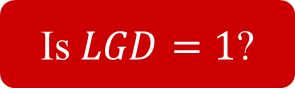 Is LGD = 1?